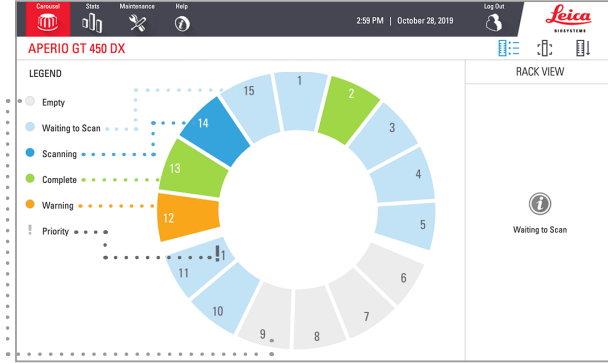 Carousel
Stats
Maintenance
Help
2:59 PM | October 28, 2019
Log Out
Leica
BIOSYSTEMS
APERIO GT 450 DX
LEGEND
Empty
Waiting to Scan
Scanning
Complete
Warning
! Priority
1
2
3
4
5
6
7
8
9
10
11
12
13
14
15
!1
RACK VIEW
Waiting to Scan